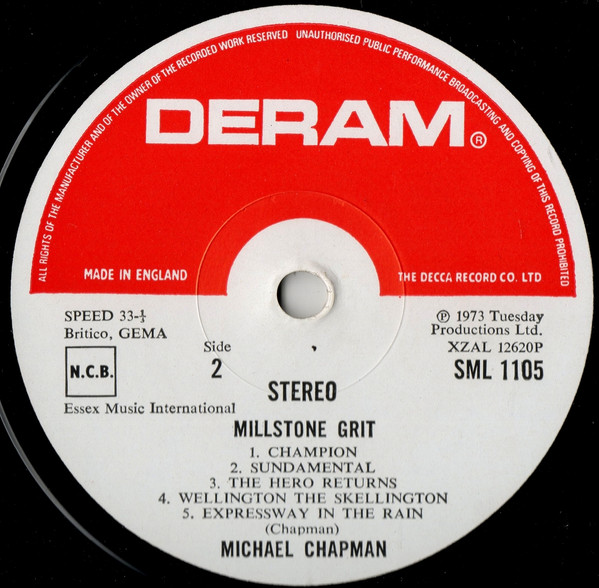 ALL RIGHTS OF THE MANUFACTURER AND OF THE OWNER OF THE RECORDED WORK RESERVED UNAUTHORISED PUBLIC PERFORMANCE BROADCASTING AND COPYING OF THIS RECORD PROHIBITED
DERAM®
MADE IN ENGLAND
THE DECCA RECORD CO. LTD
SPEED 33-⅓
Britico, GEMA
℗ 1973 Tuesday
Productions Ltd.
XZAL 12620P
N.C.B.
Side
2
SML 1105
STEREO
Essex Music International
MILLSTONE GRIT
1. CHAMPION
2. SUNDAMENTAL
3. THE HERO RETURNS
4. WELLINGTON THE SKELLINGTON
5. EXPRESSWAY IN THE RAIN
(Chapman)
MICHAEL CHAPMAN